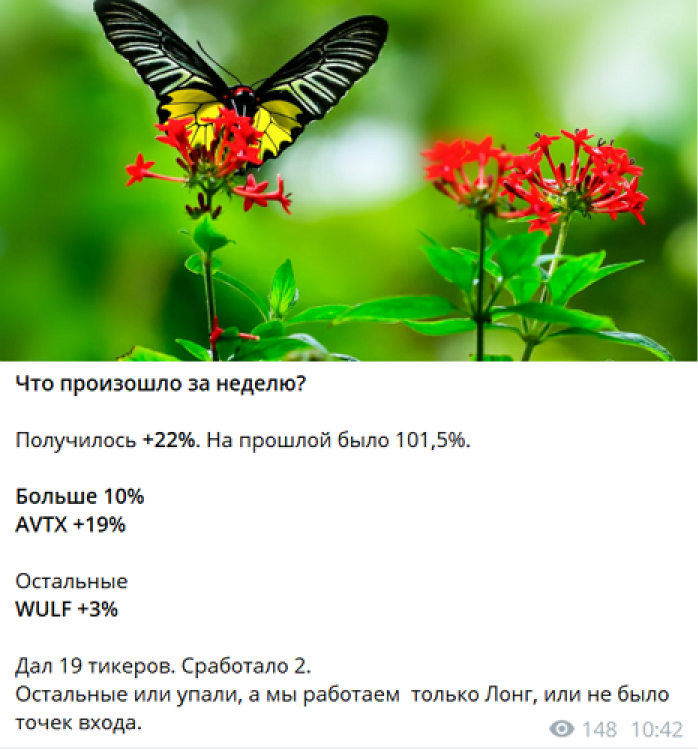 Что произошло за неделю?
Получилось +22%. На прошлой было 101,5%.
Больше 10%
AVTX +19%
Остальные
WULF +3%
Дал 19 тикеров. Сработало 2.
Остальные или упали, а мы работаем  только Лонг, или не было
точек входа.
148 10:42